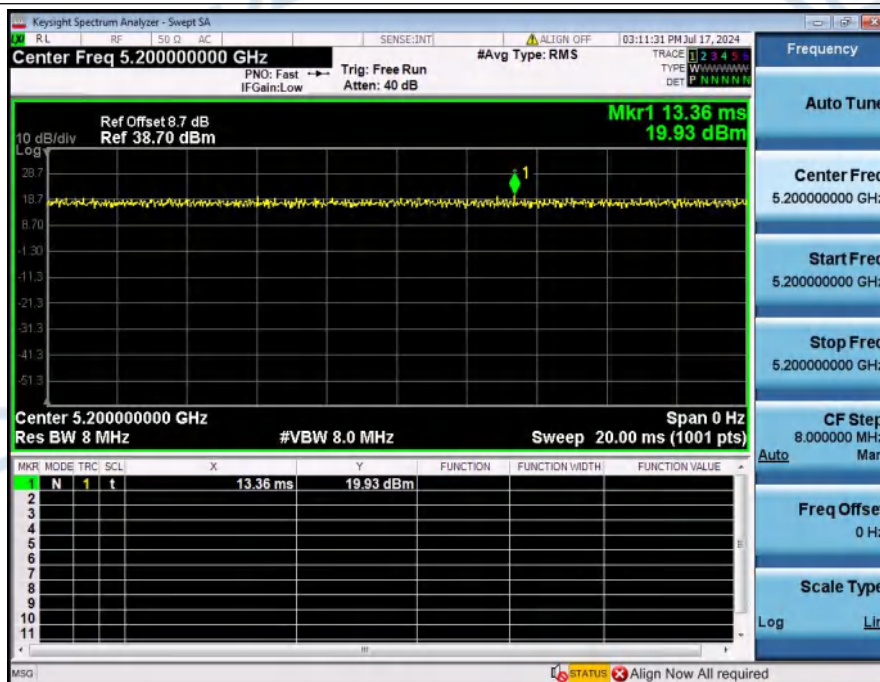 Keysight Spectrum Analyzer - Swept SA
LXI RL RF 50 Ω AC SENSE:INT ALIGN OFF 03:11:31 PM Jul 17, 2024
Center Freq 5.200000000 GHz
PNO: Fast
IFGain:Low
Trig: Free Run
Atten: 40 dB
#Avg Type: RMS
TRACE 1 2 3 4 5 6
TYPE WWWWWW
DET P N N N N N
Ref Offset 8.7 dB
10 dB/div Ref 38.70 dBm
Log
Mkr1 13.36 ms
19.93 dBm
28.7
18.7
8.70
-1.30
-11.3
-21.3
-31.3
-41.3
-51.3
1
Center 5.200000000 GHz Span 0 Hz
Res BW 8 MHz #VBW 8.0 MHz Sweep 20.00 ms (1001 pts)
MKR MODE TRC SCL X Y FUNCTION FUNCTION WIDTH FUNCTION VALUE
1 N 1 t 13.36 ms 19.93 dBm
2
3
4
5
6
7
8
9
10
11
MSG STATUS Align Now All required
Frequency
Auto Tune
Center Freq
5.200000000 GHz
Start Freq
5.200000000 GHz
Stop Freq
5.200000000 GHz
CF Step
8.000000 MHz
Auto Man
Freq Offset
0 Hz
Scale Type
Log Lin